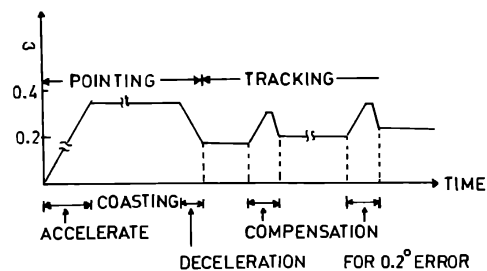 ω
POINTING
TRACKING
0.4
0.2
TIME
COASTING
ACCELERATE
COMPENSATION
DECELERATION
FOR 0.2° ERROR